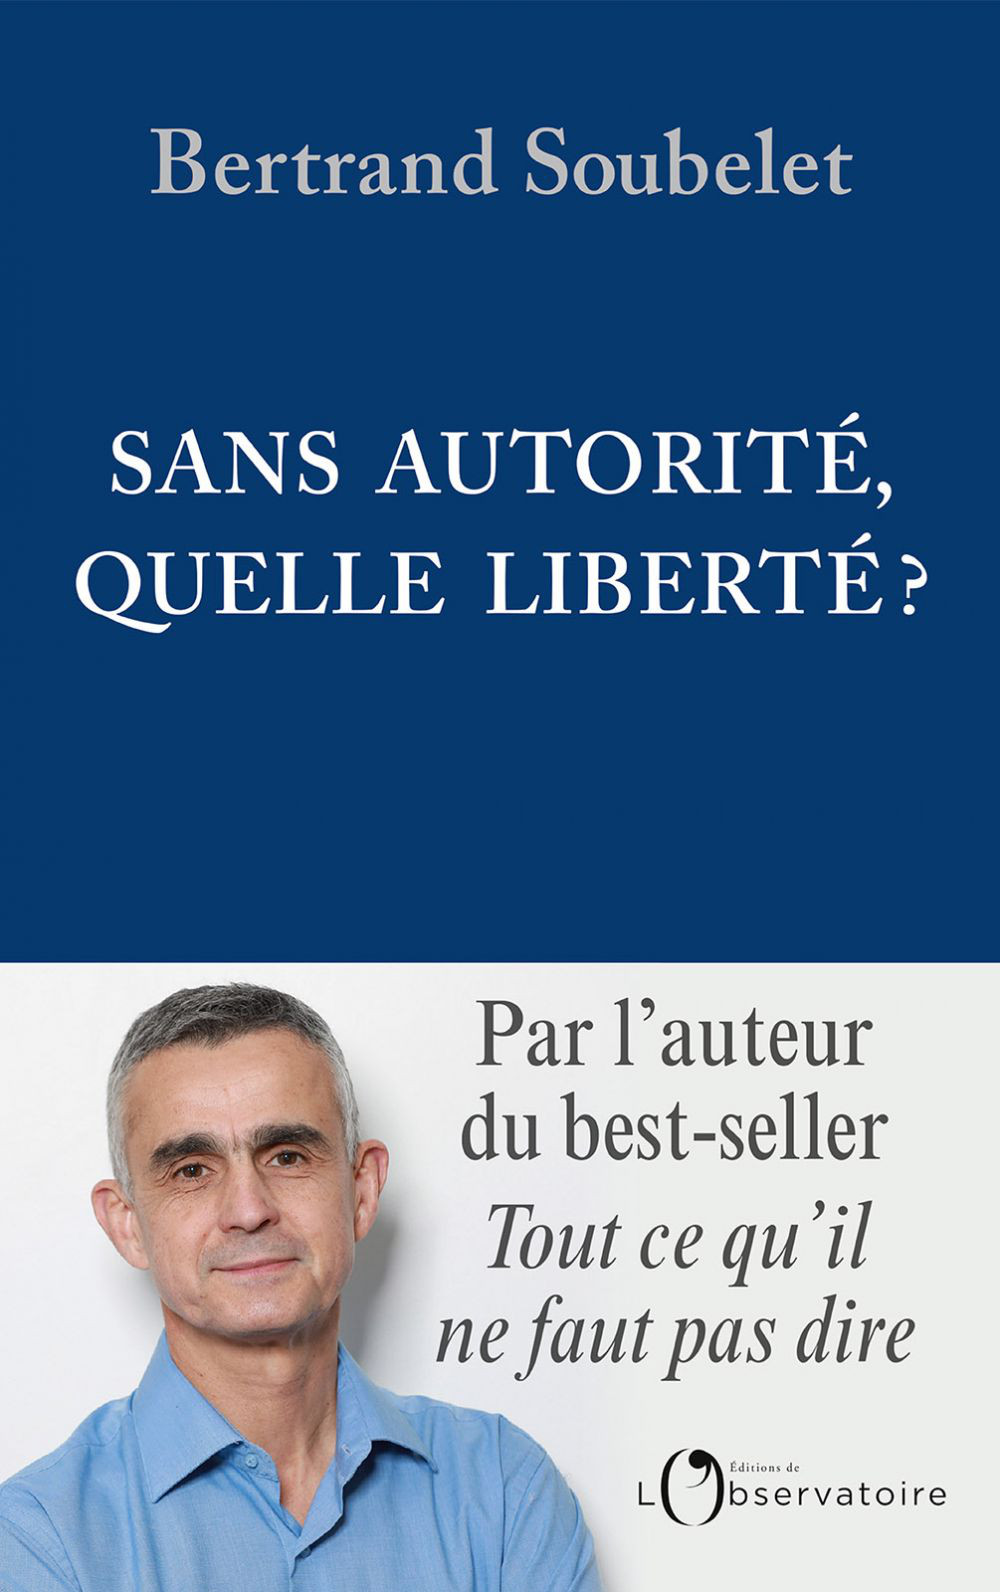 Bertrand Soubelet
SANS AUTORITÉ,
QUELLE LIBERTÉ ?
Par l’auteur
du best-seller
Tout ce qu’il
ne faut pas dire
Éditions de
L’Observatoire